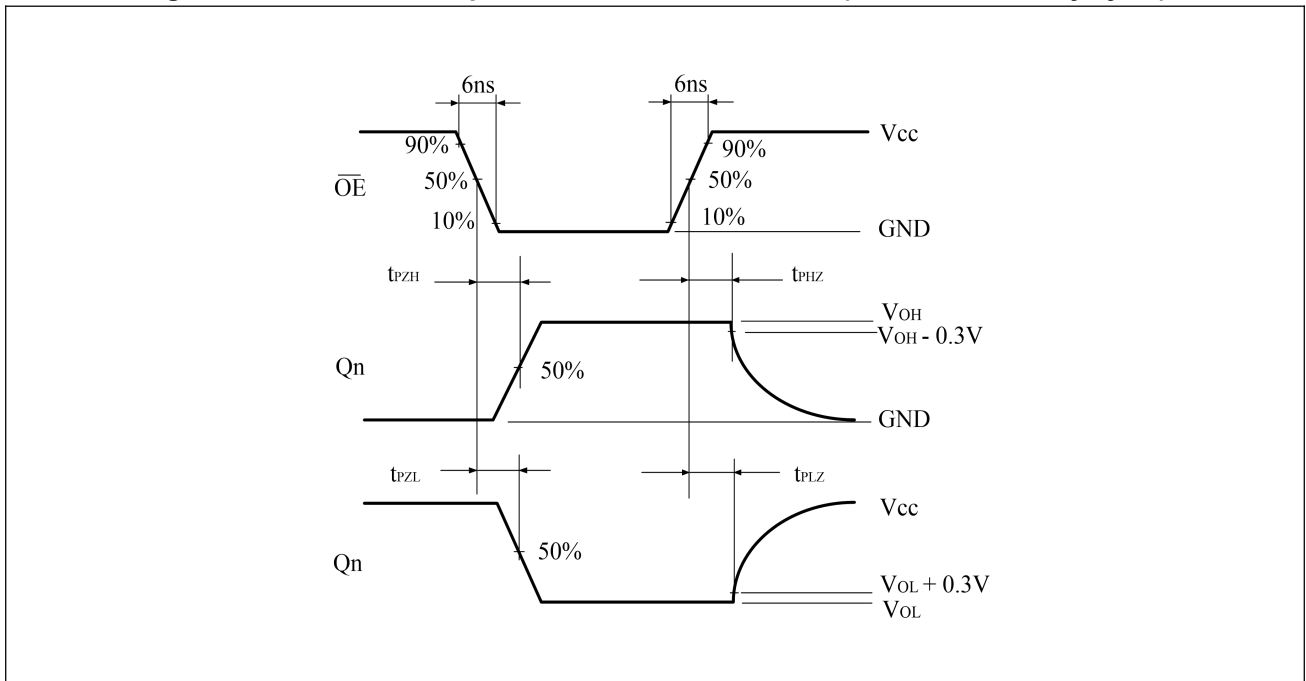 6ns 6ns
Vcc
90% 90%
OE 50% 50%
10% 10%
GND
tPZH tPHZ
VOH
VOH - 0.3V
Qn 50%
GND
tPZL tPLZ
Vcc
Qn 50%
VOL + 0.3V
VOL